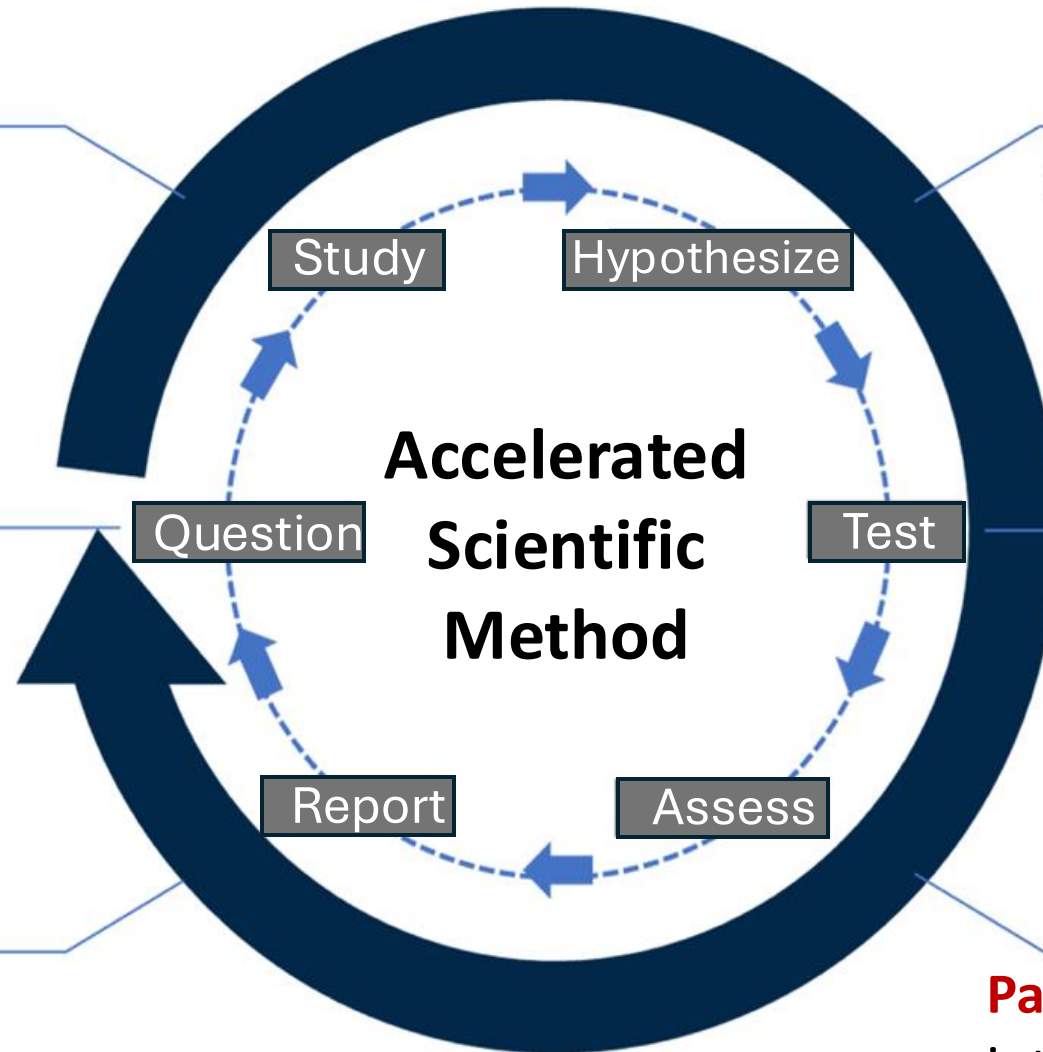 Study
Hypothesize
Accelerated
Scientific
Method
Question
Test
Report
Assess
Pa